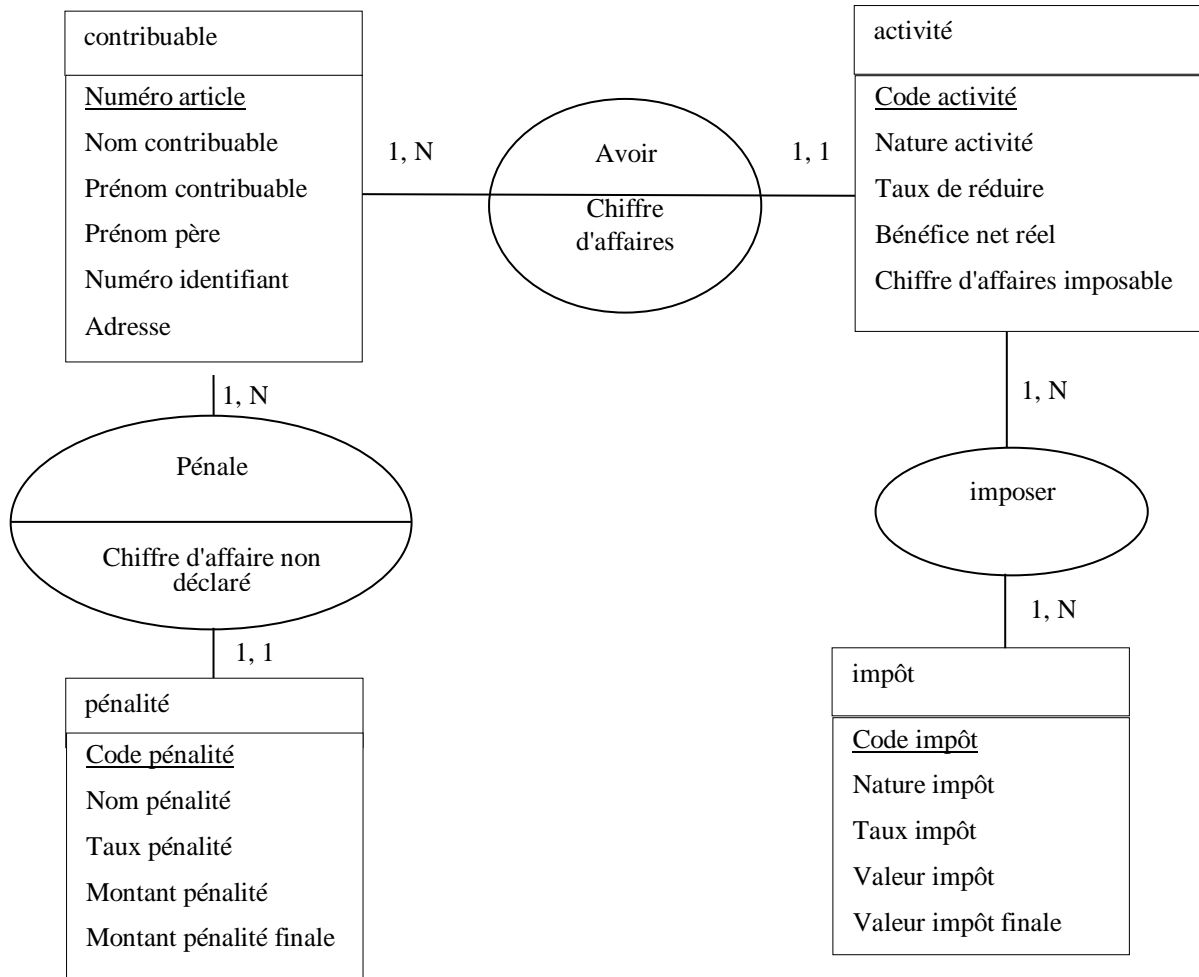 contribuable
Numéro article
Nom contribuable
Prénom contribuable
Prénom père
Numéro identifiant
Adresse
1, N
Avoir
Chiffre
d'affaires
1, 1
activité
Code activité
Nature activité
Taux de réduire
Bénéfice net réel
Chiffre d'affaires imposable
1, N
Pénale
Chiffre d'affaire non
déclaré
1, 1
pénalité
Code pénalité
Nom pénalité
Taux pénalité
Montant pénalité
Montant pénalité finale
1, N
imposer
1, N
impôt
Code impôt
Nature impôt
Taux impôt
Valeur impôt
Valeur impôt finale